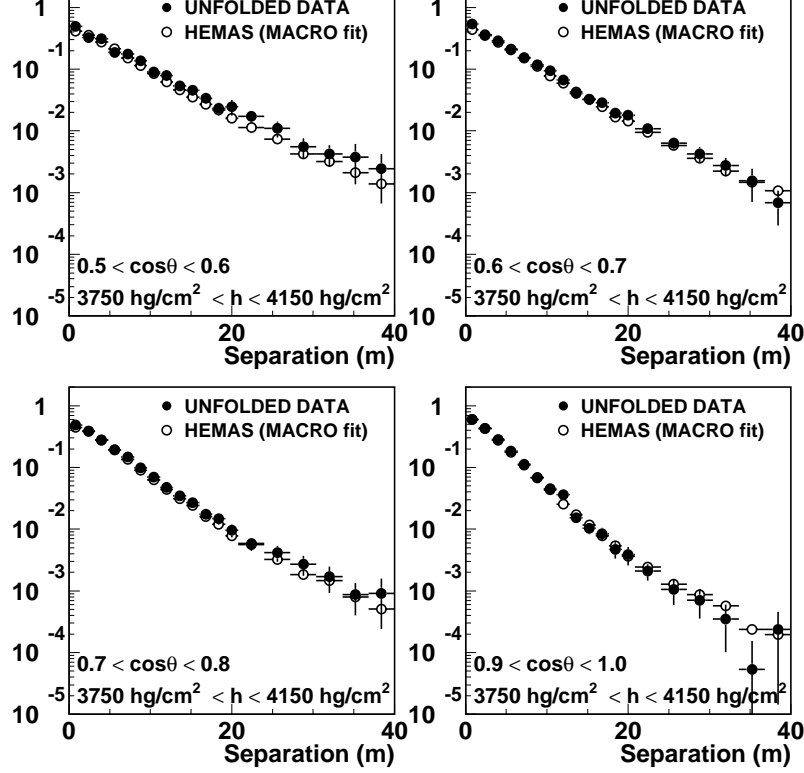 UNFOLDED DATA
HEMAS (MACRO fit)
1
10⁻¹
10⁻²
10⁻³
10⁻⁴
10⁻⁵
0.5 < cosθ < 0.6
3750 hg/cm² < h < 4150 hg/cm²
0 20 40
Separation (m)
UNFOLDED DATA
HEMAS (MACRO fit)
1
10⁻¹
10⁻²
10⁻³
10⁻⁴
10⁻⁵
0.6 < cosθ < 0.7
3750 hg/cm² < h < 4150 hg/cm²
0 20 40
Separation (m)
UNFOLDED DATA
HEMAS (MACRO fit)
1
10⁻¹
10⁻²
10⁻³
10⁻⁴
10⁻⁵
0.7 < cosθ < 0.8
3750 hg/cm² < h < 4150 hg/cm²
0 20 40
Separation (m)
UNFOLDED DATA
HEMAS (MACRO fit)
1
10⁻¹
10⁻²
10⁻³
10⁻⁴
10⁻⁵
0.9 < cosθ < 1.0
3750 hg/cm² < h < 4150 hg/cm²
0 20 40
Separation (m)